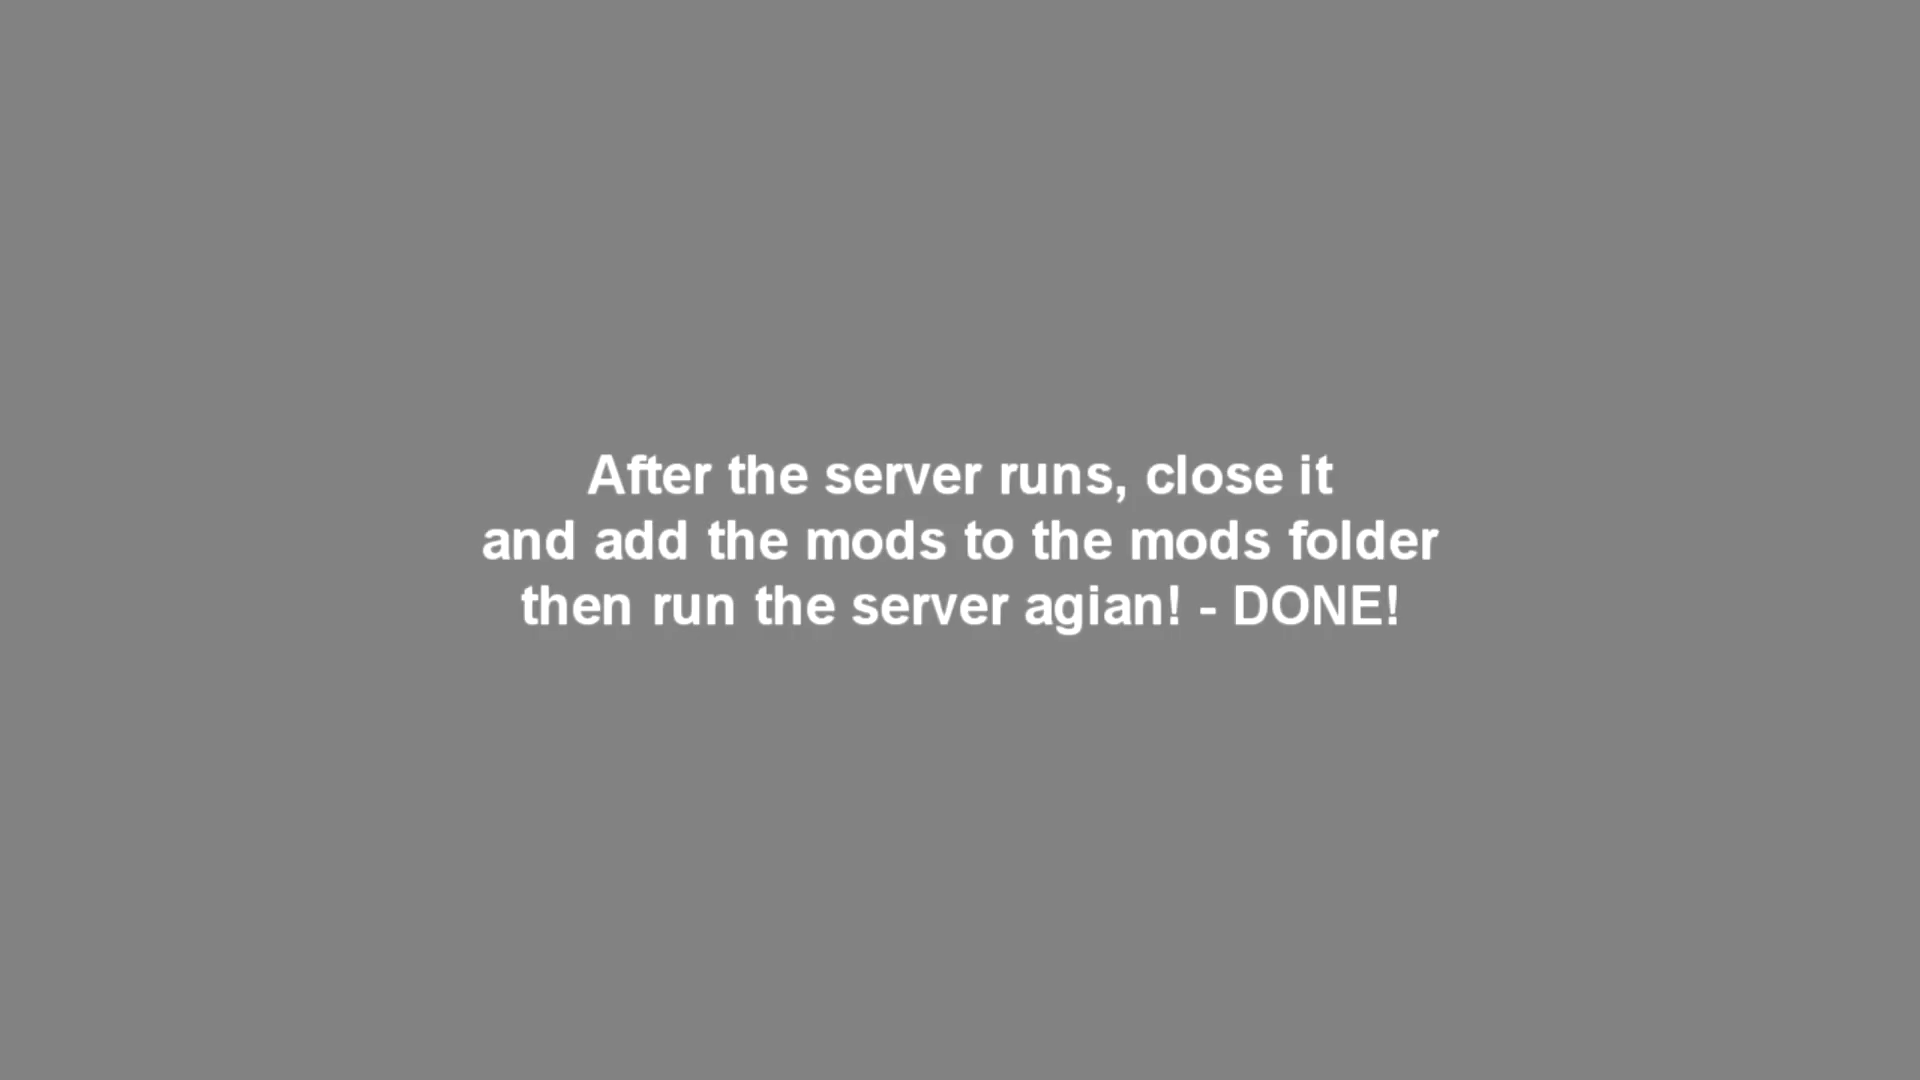 After the server runs, close it
and add the mods to the mods folder
then run the server agian! - DONE!